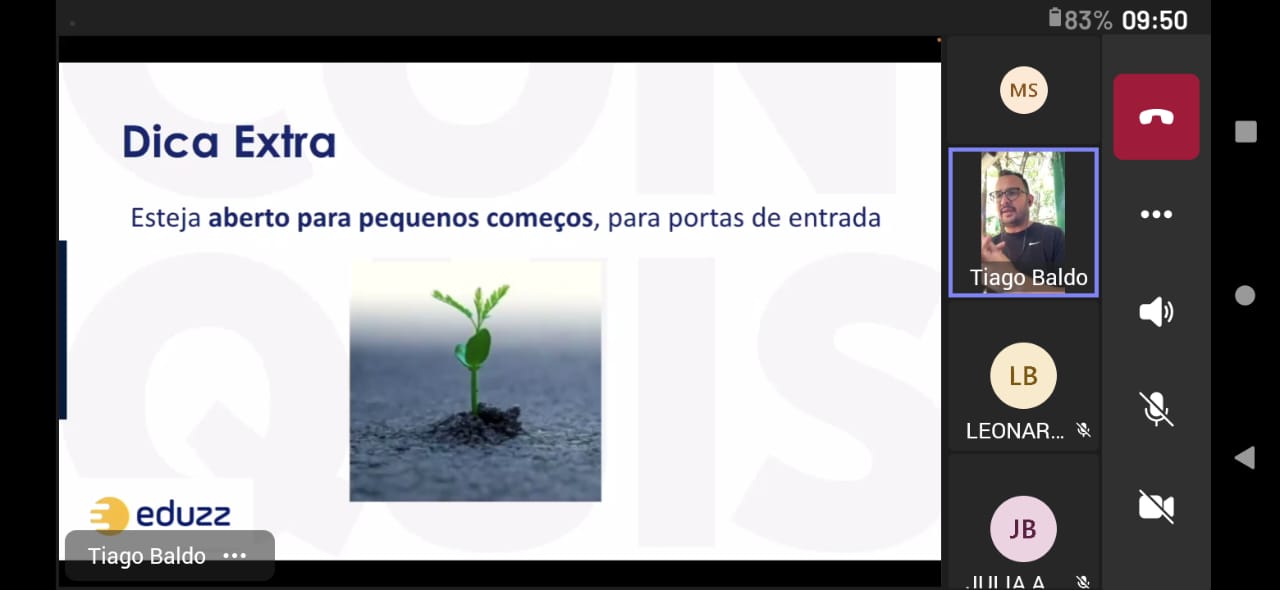 83% 09:50
Dica Extra
Esteja aberto para pequenos começos, para portas de entrada
eduzz
Tiago Baldo
MS
Tiago Baldo
LB
LEONAR...
JB
JULIA A